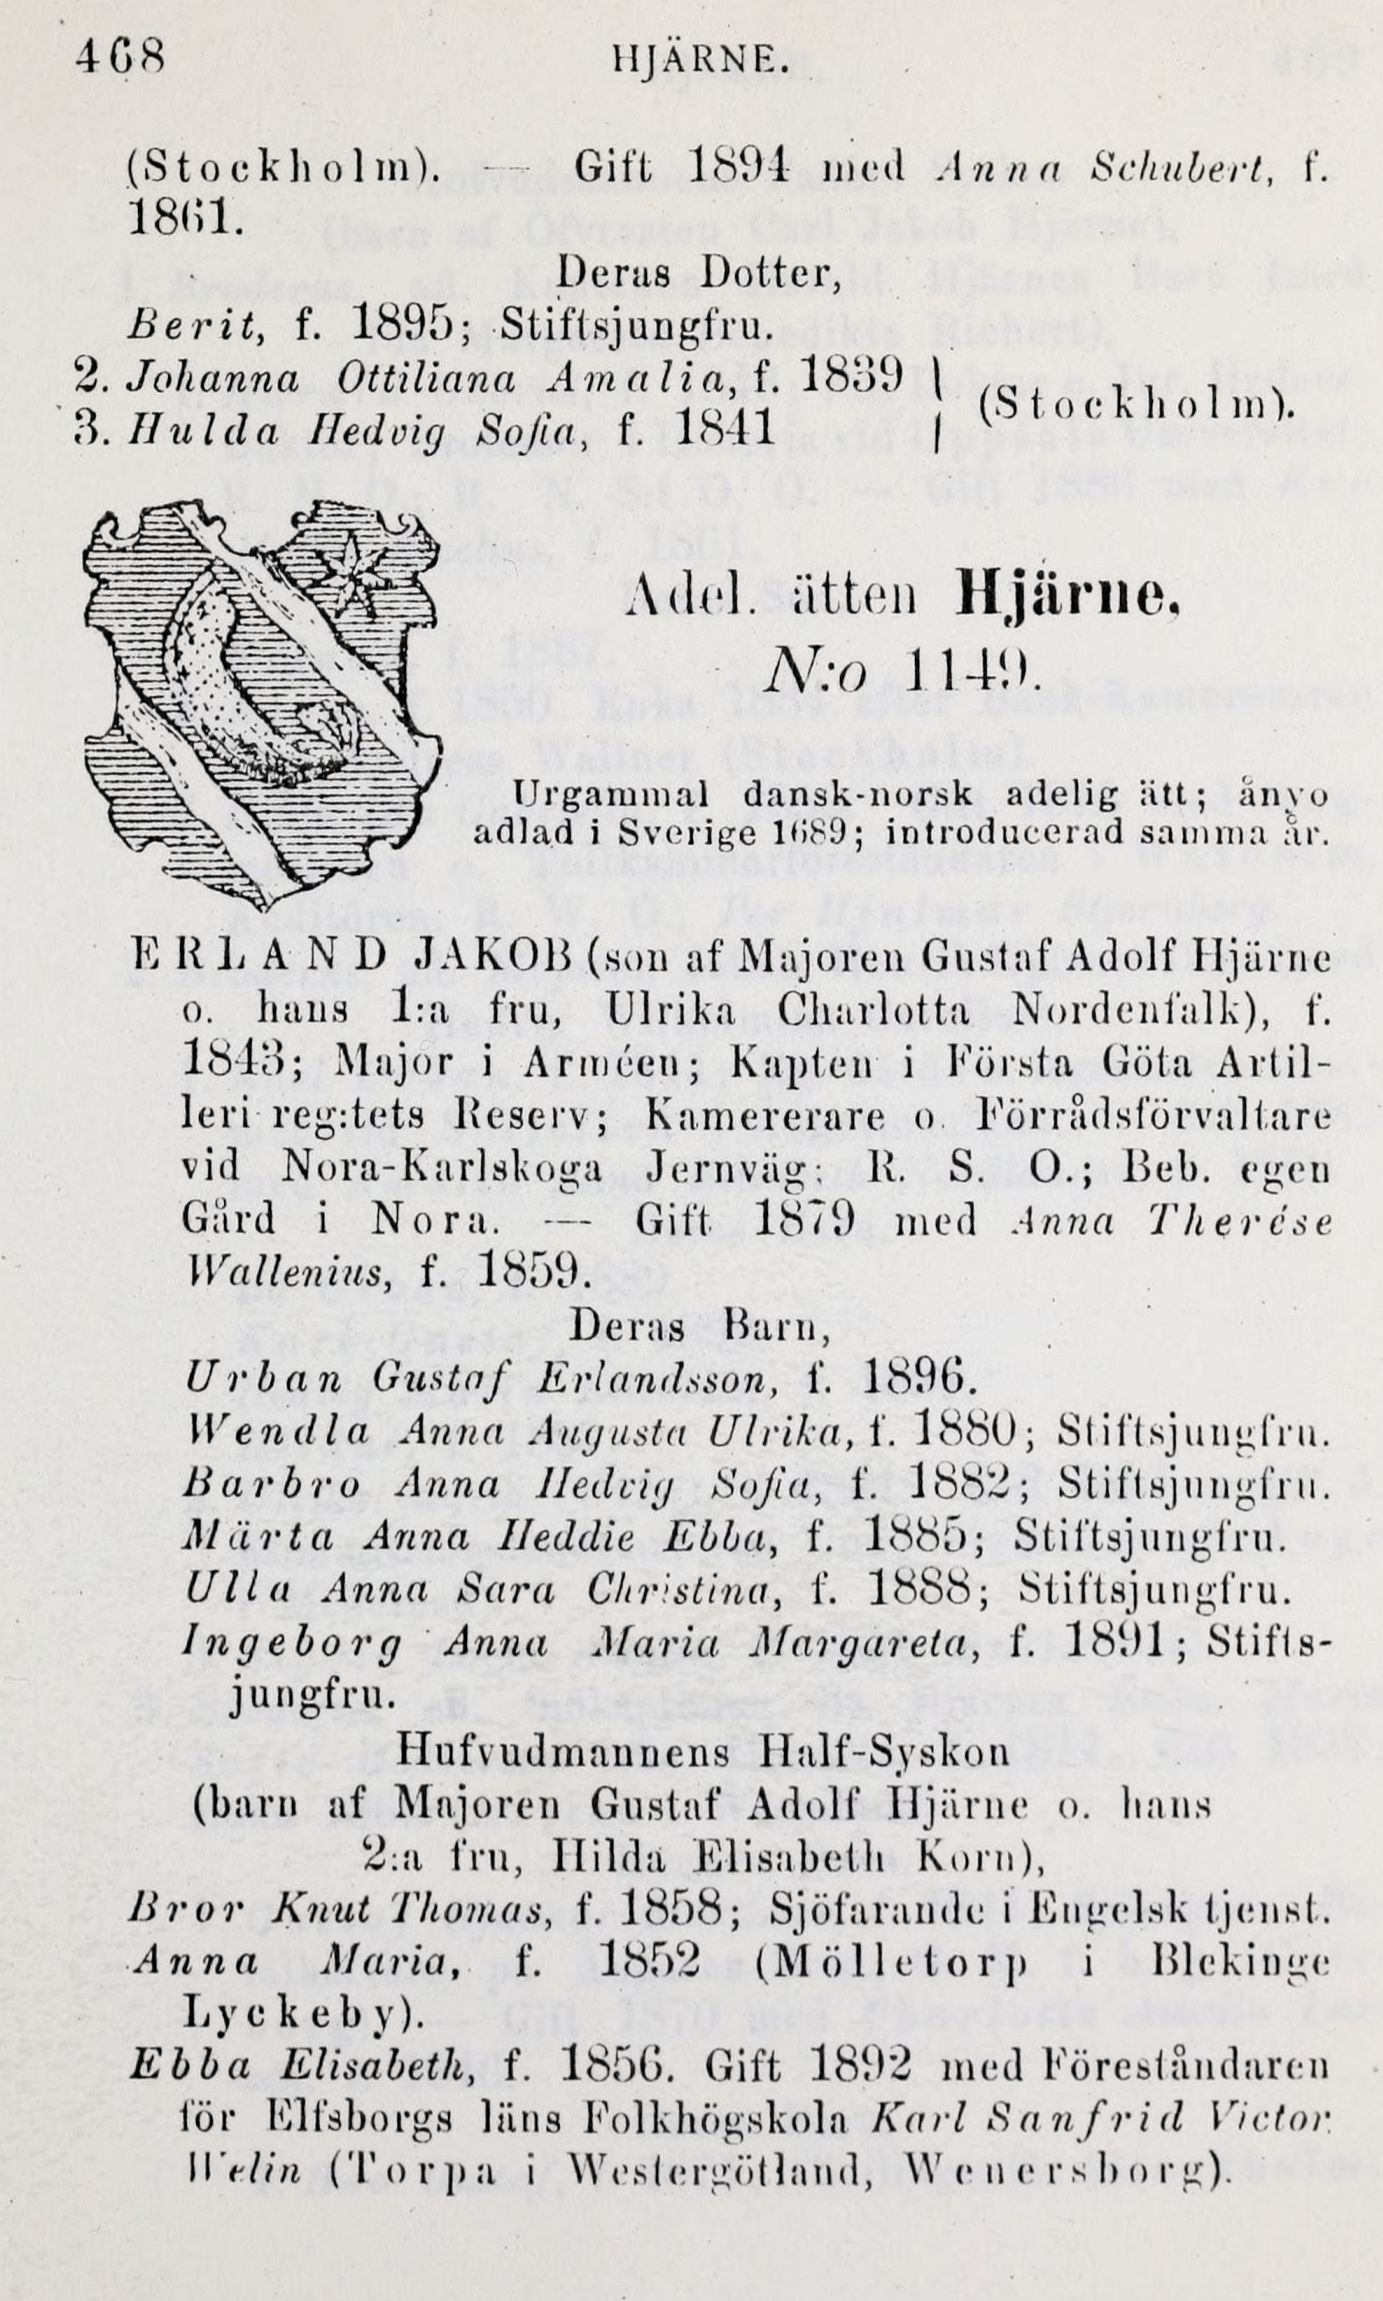 468 HJÄRNE.
(Stockholm). — Gift 1894 med Anna Schubert, f.
1861.
Deras Dotter,
Berit, f. 1895; Stiftsjungfru.
2. Johanna Ottiliana Amalia, f. 1839
3. Hulda Hedvig Sofia, f. 1841
(Stockholm).
Adel. ätten Hjärne,
N:o 1149.
Urgammal dansk-norsk adelig ätt; ånyo
adlad i Sverige 1689; introducerad samma år.
ERLAND JAKOB (son af Majoren Gustaf Adolf Hjärne
o. hans 1:a fru, Ulrika Charlotta Nordenfalk), f.
1843; Major i Arméen; Kapten i Första Göta Artil-
leri reg:tets Reserv; Kamererare o. Förrådsförvaltare
vid Nora-Karlskoga Jernväg; R. S. O.; Beb. egen
Gård i Nora. — Gift 1879 med Anna Therése
Wallenius, f. 1859.
Deras Barn,
Urban Gustaf Erlandsson, f. 1896.
Wendla Anna Augusta Ulrika, f. 1880; Stiftsjungfru.
Barbro Anna Hedvig Sofia, f. 1882; Stiftsjungfru.
Märta Anna Heddie Ebba, f. 1885; Stiftsjungfru.
Ulla Anna Sara Christina, f. 1888; Stiftsjungfru.
Ingeborg Anna Maria Margareta, f. 1891; Stifts-
jungfru.
Hufvudmannens Half-Syskon
(barn af Majoren Gustaf Adolf Hjärne o. hans
2:a fru, Hilda Elisabeth Korn),
Bror Knut Thomas, f. 1858; Sjöfarande i Engelsk tjenst.
Anna Maria, f. 1852 (Mölletorp i Blekinge
Lyckeby).
Ebba Elisabeth, f. 1856. Gift 1892 med Föreståndaren
för Elfsborgs läns Folkhögskola Karl Sanfrid Victor
Welin (Torpa i Westergötland, Wenersborg).